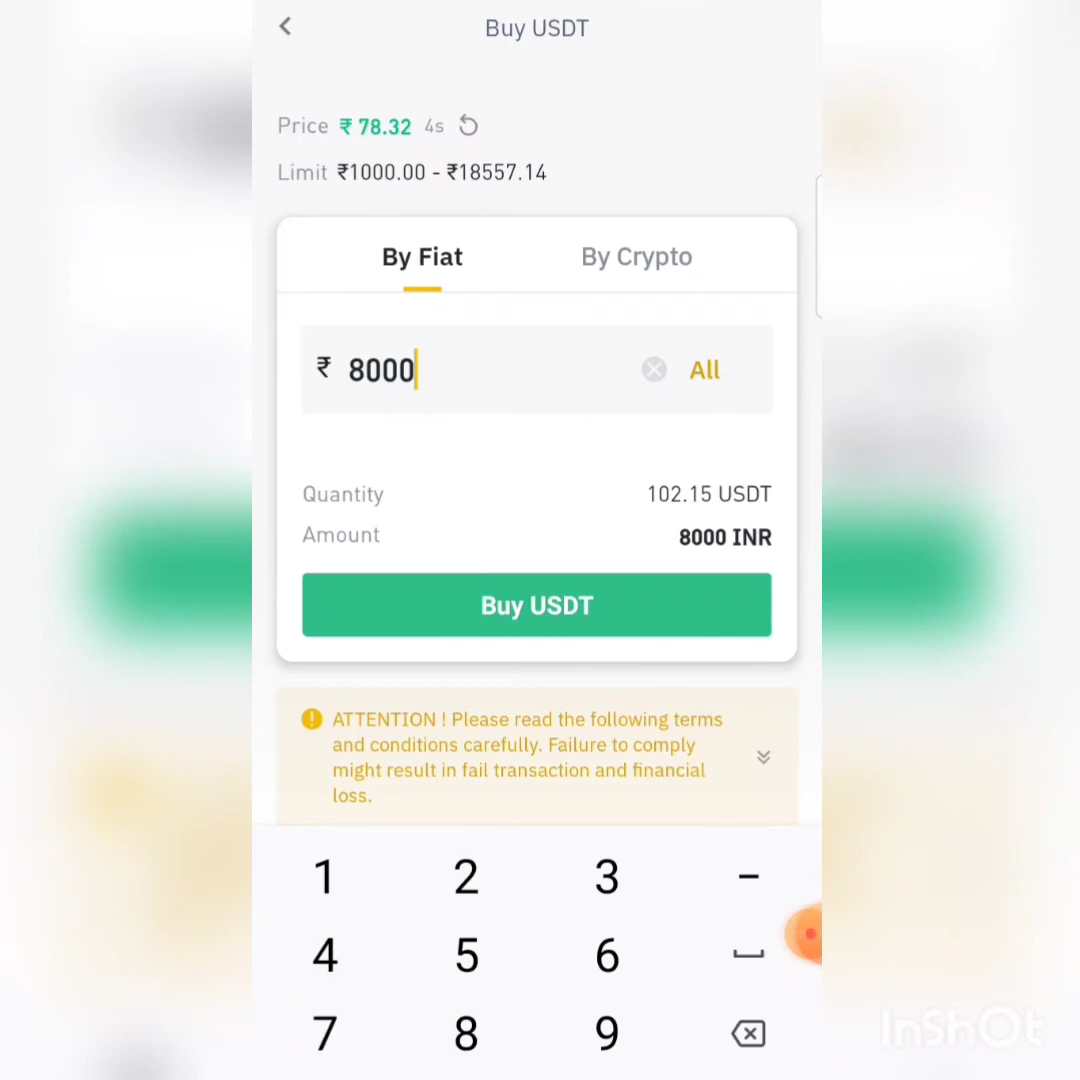 Buy USDT
Price ₹ 78.32 4s
Limit ₹1000.00 - ₹18557.14
By Fiat By Crypto
₹ 8000 All
Quantity 102.15 USDT
Amount 8000 INR
Buy USDT
ATTENTION ! Please read the following terms
and conditions carefully. Failure to comply
might result in fail transaction and financial
loss.
1 2 3 –
4 5 6
7 8 9
InShOt